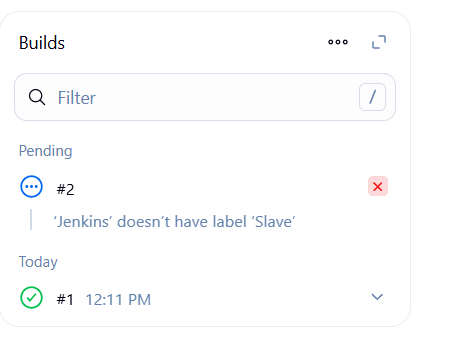 Builds
Filter
/
Pending
#2
‘Jenkins’ doesn’t have label ‘Slave’
Today
#1 12:11 PM